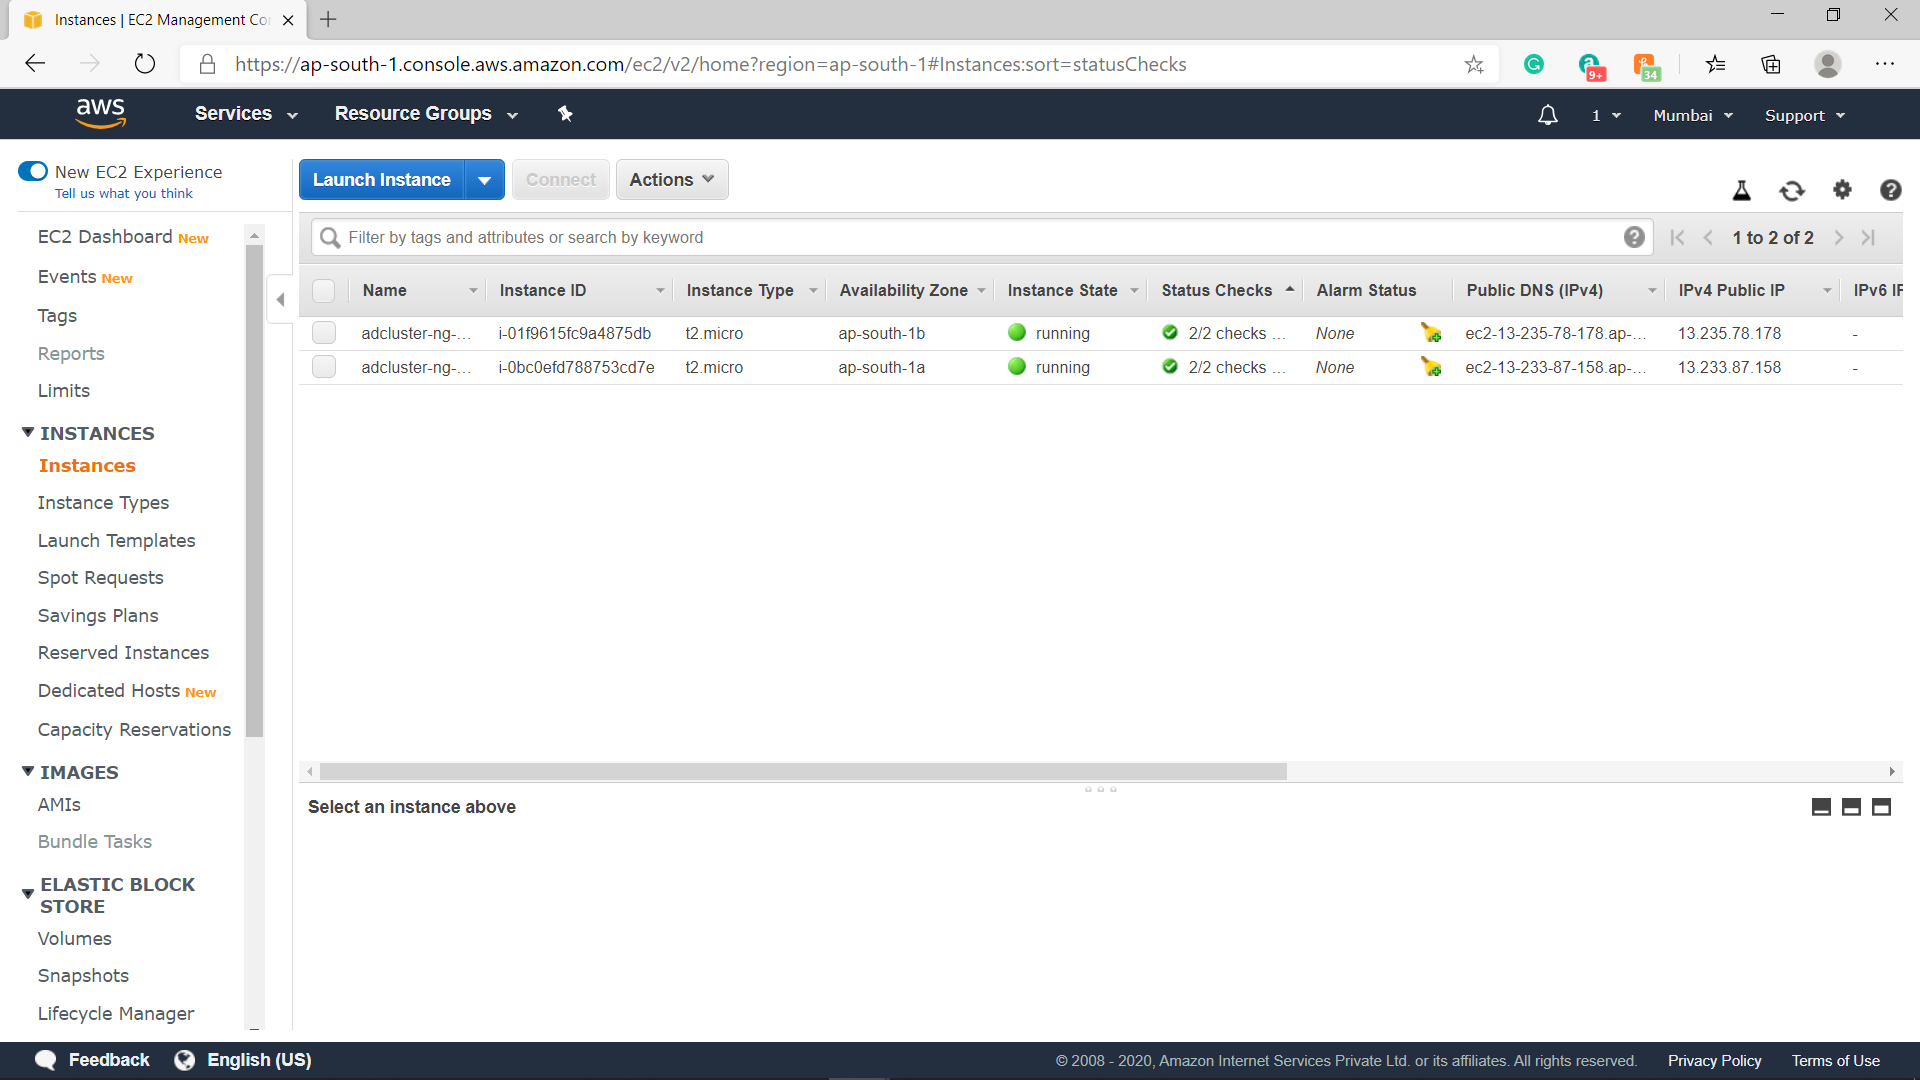 Instances | EC2 Management Co
https://ap-south-1.console.aws.amazon.com/ec2/v2/home?region=ap-south-1#Instances:sort=statusChecks
9+
34
aws
Services
Resource Groups
1
Mumbai
Support
New EC2 Experience
Tell us what you think
EC2 Dashboard New
Events New
Tags
Reports
Limits
INSTANCES
Instances
Instance Types
Launch Templates
Spot Requests
Savings Plans
Reserved Instances
Dedicated Hosts New
Capacity Reservations
IMAGES
AMIs
Bundle Tasks
ELASTIC BLOCK
STORE
Volumes
Snapshots
Lifecycle Manager
Launch Instance
Connect
Actions
Filter by tags and attributes or search by keyword
1 to 2 of 2
Name Instance ID Instance Type Availability Zone Instance State Status Checks Alarm Status Public DNS (IPv4) IPv4 Public IP IPv6 IP
adcluster-ng-... i-01f9615fc9a4875db t2.micro ap-south-1b running 2/2 checks ... None ec2-13-235-78-178.ap-... 13.235.78.178 -
adcluster-ng-... i-0bc0efd788753cd7e t2.micro ap-south-1a running 2/2 checks ... None ec2-13-233-87-158.ap-... 13.233.87.158 -
Select an instance above
Feedback
English (US)
© 2008 - 2020, Amazon Internet Services Private Ltd. or its affiliates. All rights reserved.
Privacy Policy
Terms of Use